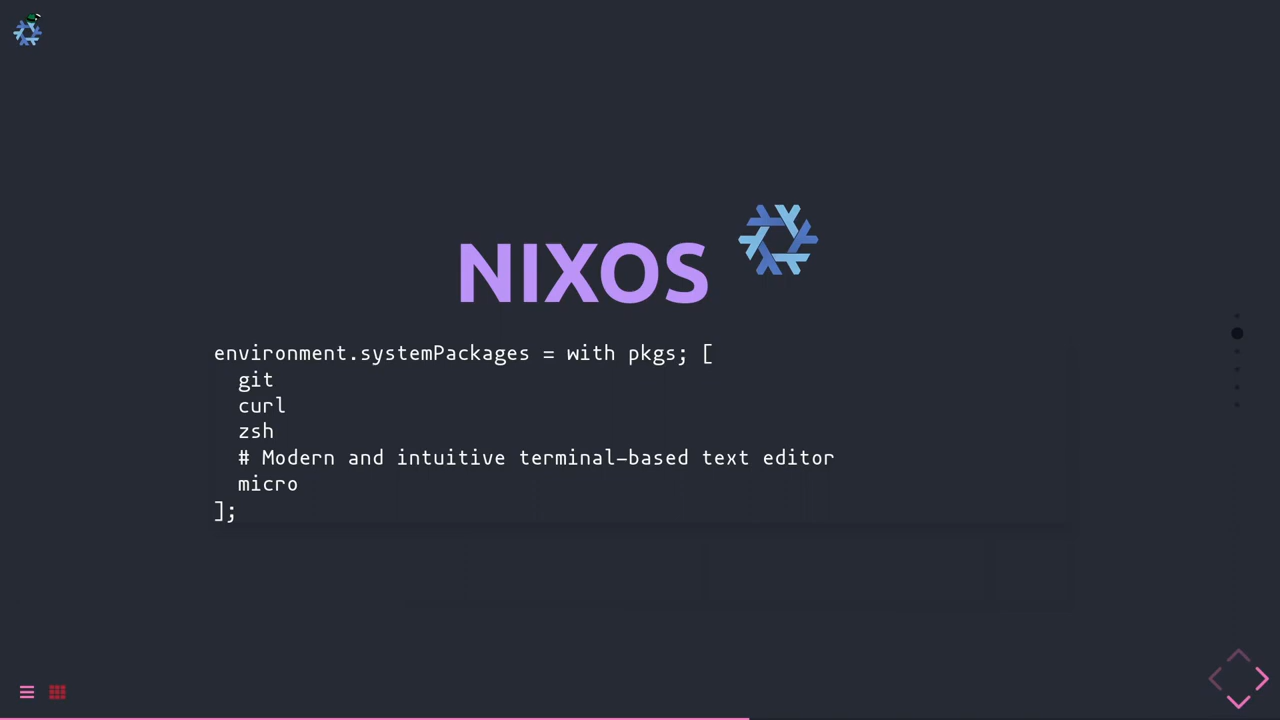 NIXOS
environment.systemPackages = with pkgs; [
  git
  curl
  zsh
  # Modern and intuitive terminal-based text editor
  micro
];